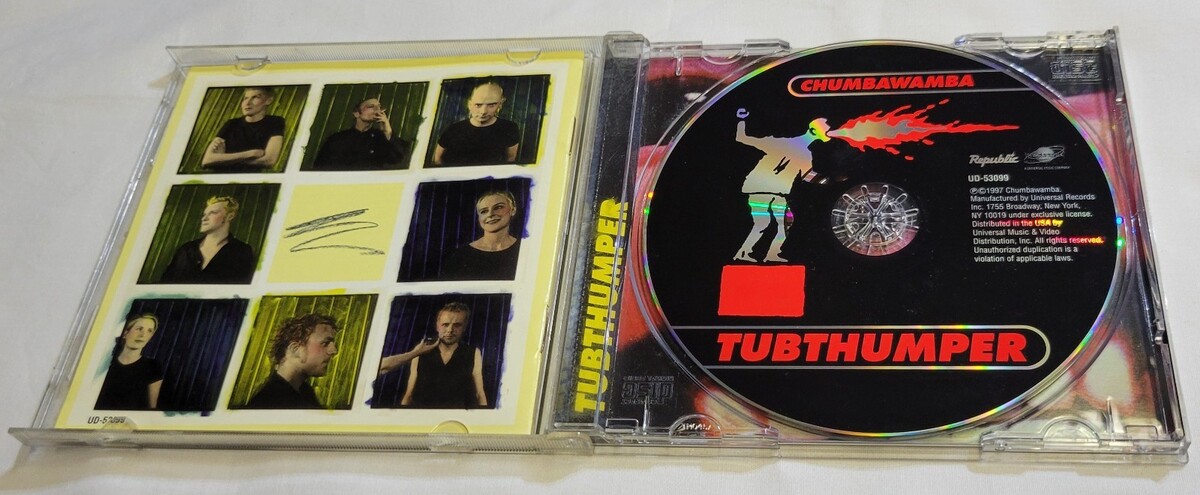 UD-53099
TUBTHUMPER
CHUMBAWAMBA
Republic
UD-53099
℗©1997 Chumbawamba.
Manufactured by Universal Records
Inc. 1755 Broadway, New York,
NY 10019 under exclusive license.
Distributed in the USA by
Universal Music & Video
Distribution, Inc. All rights reserved.
Unauthorized duplication is a
violation of applicable laws.
TUBTHUMPER